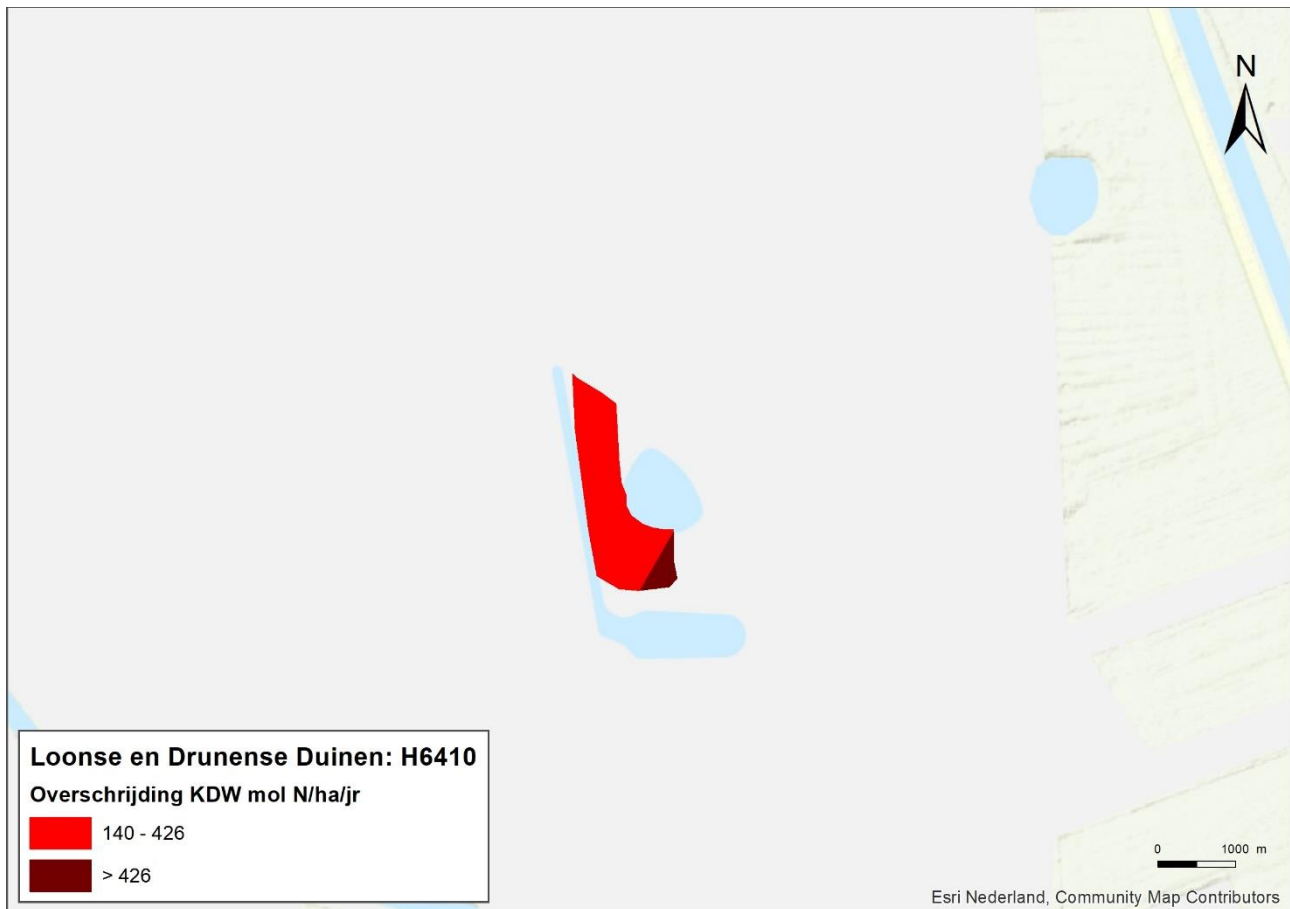 N
Loonse en Drunense Duinen: H6410
Overschrijding KDW mol N/ha/jr
140 - 426
> 426
0 1000 m
Esri Nederland, Community Map Contributors